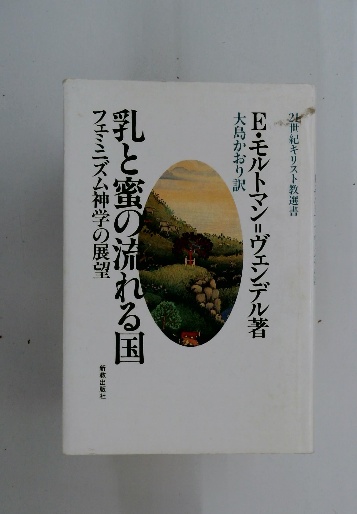 21世紀キリスト教選書
E・モルトマン=ヴェンデル著
大島かおり訳
乳と蜜の流れる国
フェミニズム神学の展望
新教出版社